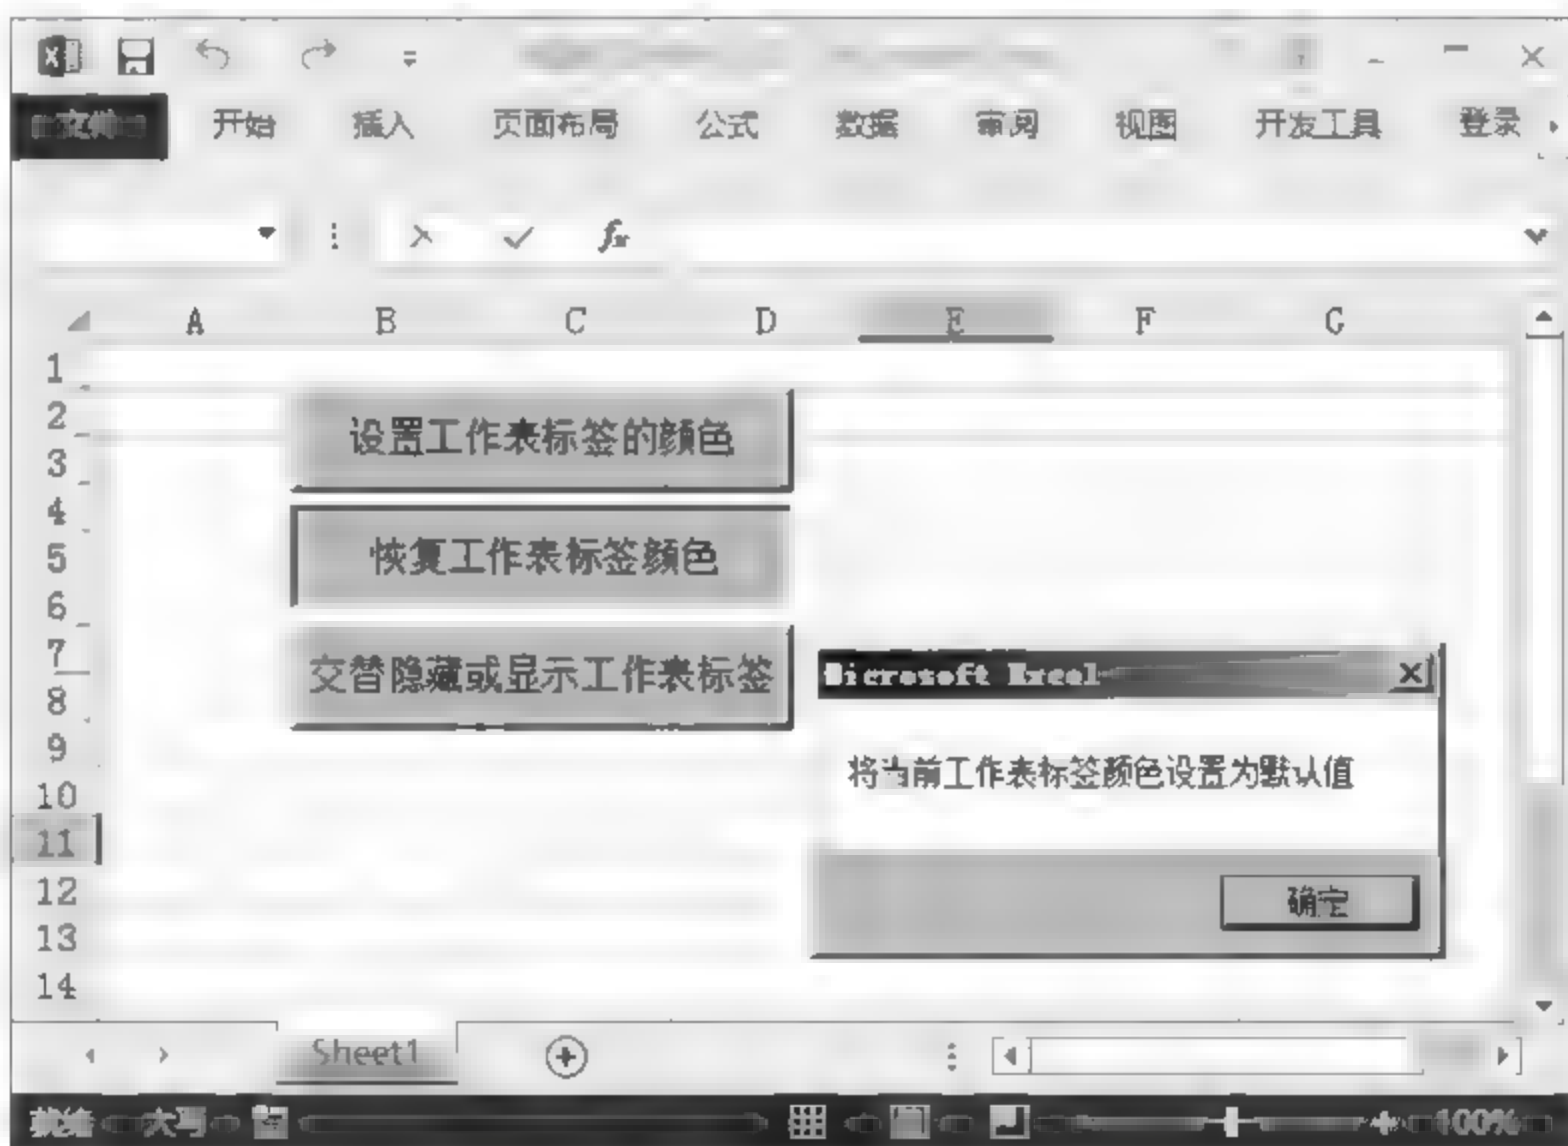 文件 开始 插入 页面布局 公式 数据 审阅 视图 开发工具 登录
fx
A B C D E F G
1
2
设置工作表标签的颜色
3
4
5
恢复工作表标签颜色
6
7
交替隐藏或显示工作表标签
Microsoft Excel
8
9
将当前工作表标签颜色设置为默认值
10
11
12
确定
13
14
Sheet1
就绪 大写 100%